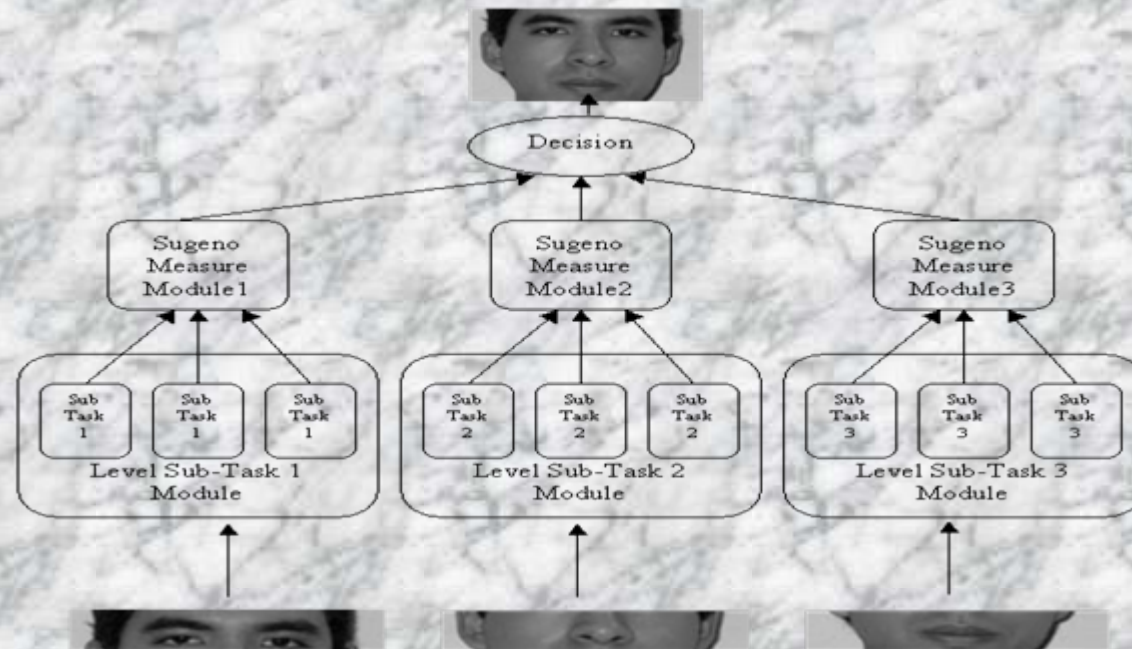 Decision
Sugeno
Measure
Module1
Sugeno
Measure
Module2
Sugeno
Measure
Module3
Sub
Task
1
Sub
Task
1
Sub
Task
1
Level Sub-Task 1
Module
Sub
Task
2
Sub
Task
2
Sub
Task
2
Level Sub-Task 2
Module
Sub
Task
3
Sub
Task
3
Sub
Task
3
Level Sub-Task 3
Module